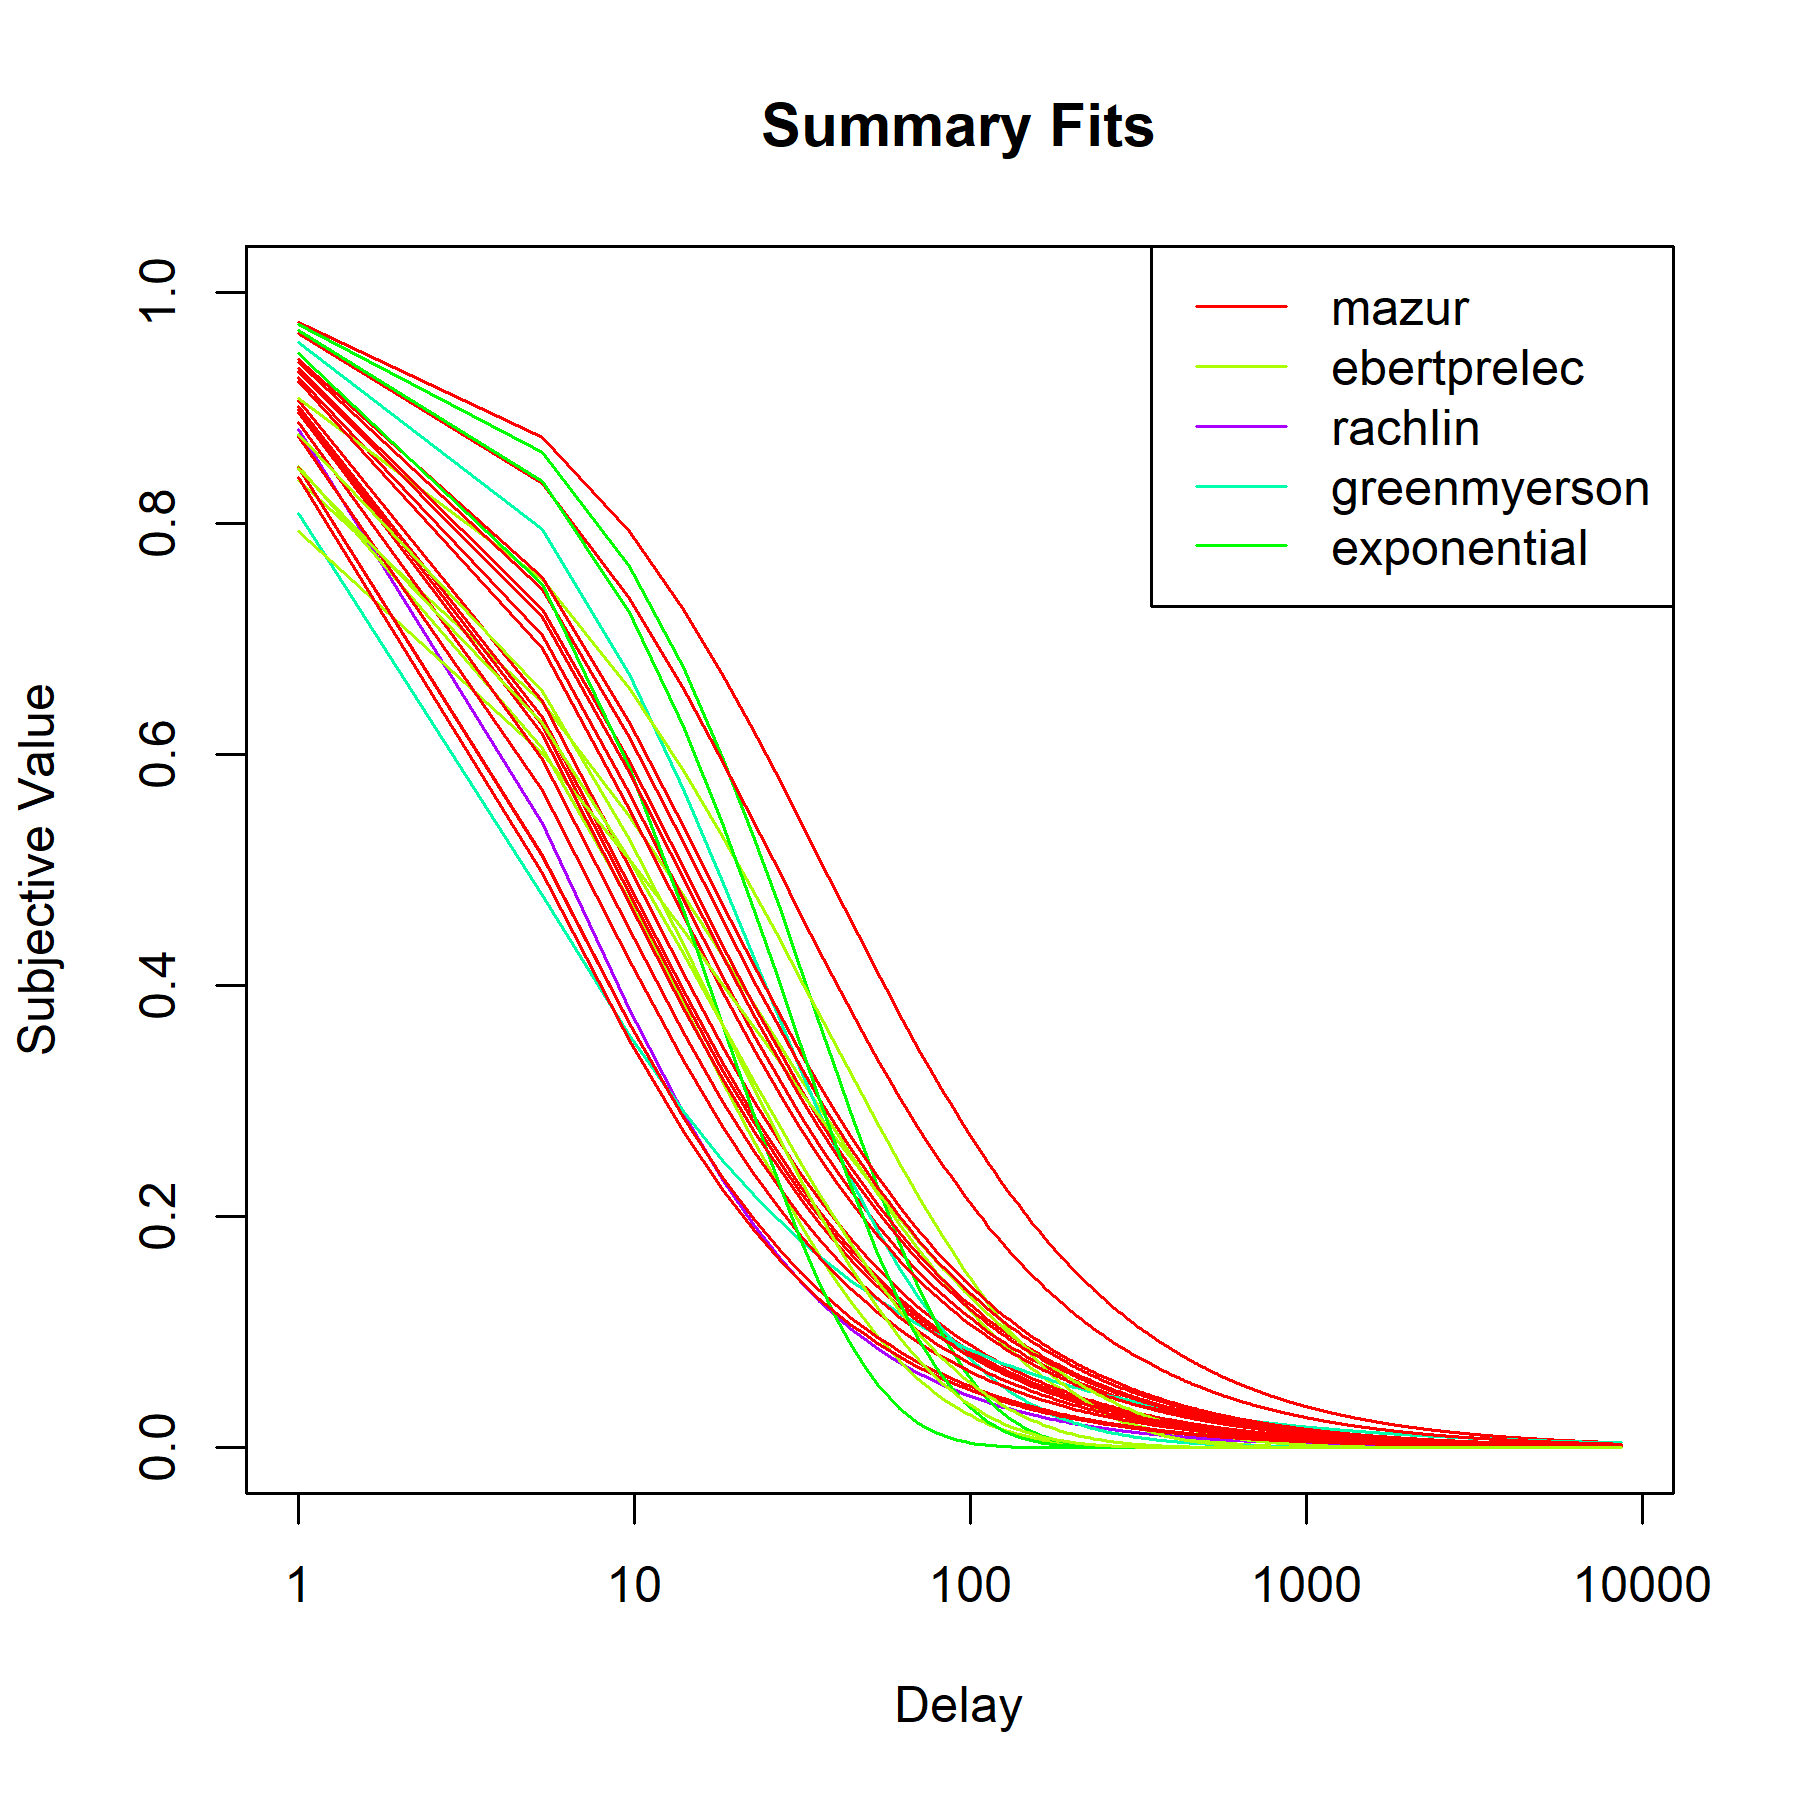 Summary Fits
mazur
ebertprelec
rachlin
greenmyerson
exponential
Subjective Value
1.0
0.8
0.6
0.4
0.2
0.0
1 10 100 1000 10000
Delay